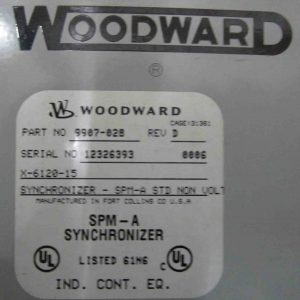 WOODWARD
®
W WOODWARD
CAGE:31361
PART NO 9907-028 REV D
SERIAL NO 12326393 0006
X-6120-15
SYNCHRONIZER - SPM-A STD NON VOLT
MANUFACTURED IN FORT COLLINS CO U.S.A
SPM-A
SYNCHRONIZER
UL LISTED 61M6 C UL
IND. CONT. EQ.